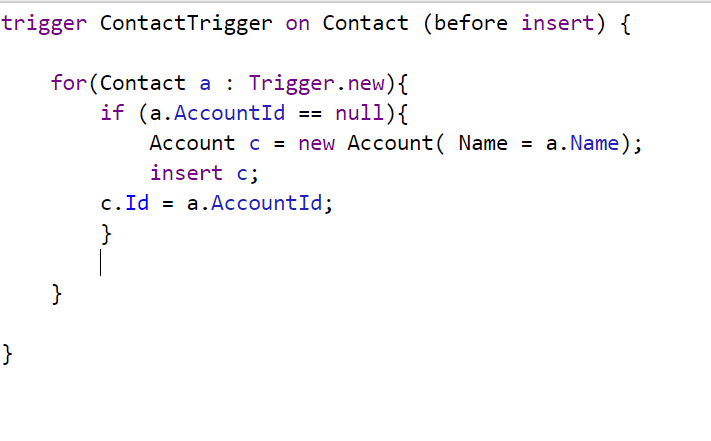 trigger ContactTrigger on Contact (before insert) {
for(Contact a : Trigger.new){
if (a.AccountId == null){
Account c = new Account( Name = a.Name);
insert c;
c.Id = a.AccountId;
}
}
}